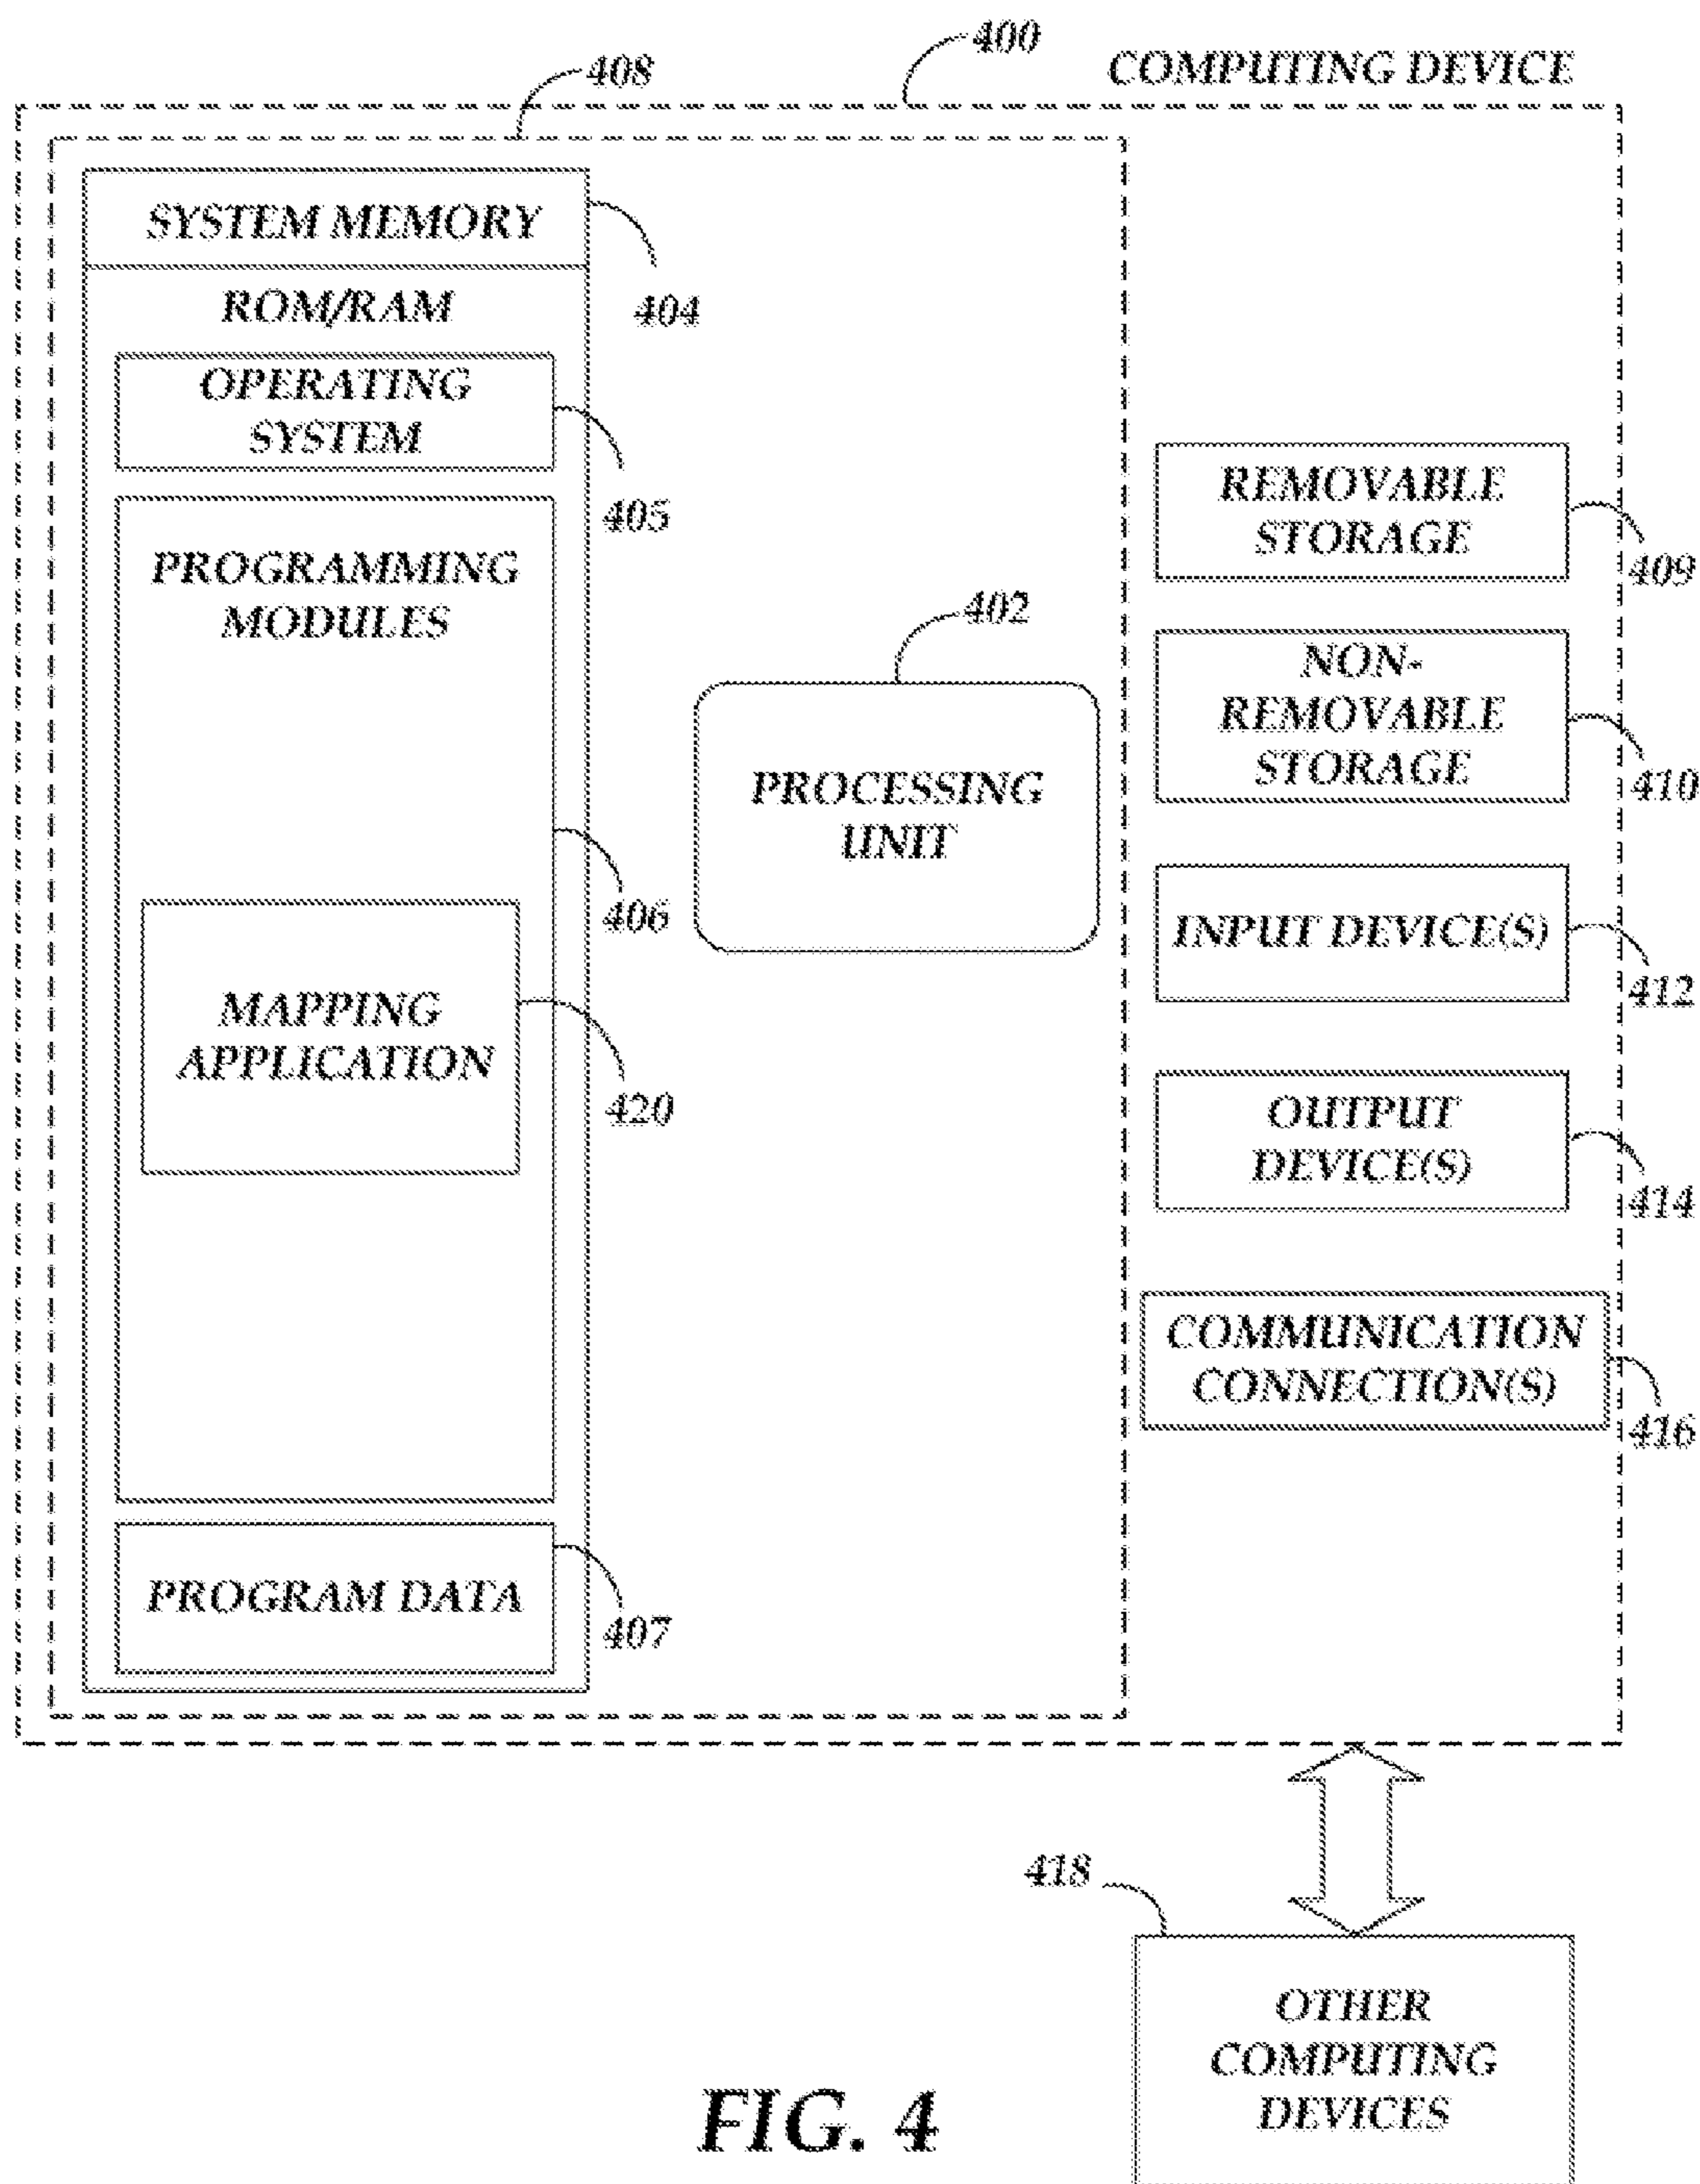 400
COMPUTING DEVICE
408
SYSTEM MEMORY
404
ROM/RAM
OPERATING
SYSTEM
405
PROGRAMMING
MODULES
406
MAPPING
APPLICATION
420
PROGRAM DATA
407
402
PROCESSING
UNIT
REMOVABLE
STORAGE
409
NON-
REMOVABLE
STORAGE
410
INPUT DEVICE(S)
412
OUTPUT
DEVICE(S)
414
COMMUNICATION
CONNECTION(S)
416
418
OTHER
COMPUTING
DEVICES
FIG. 4